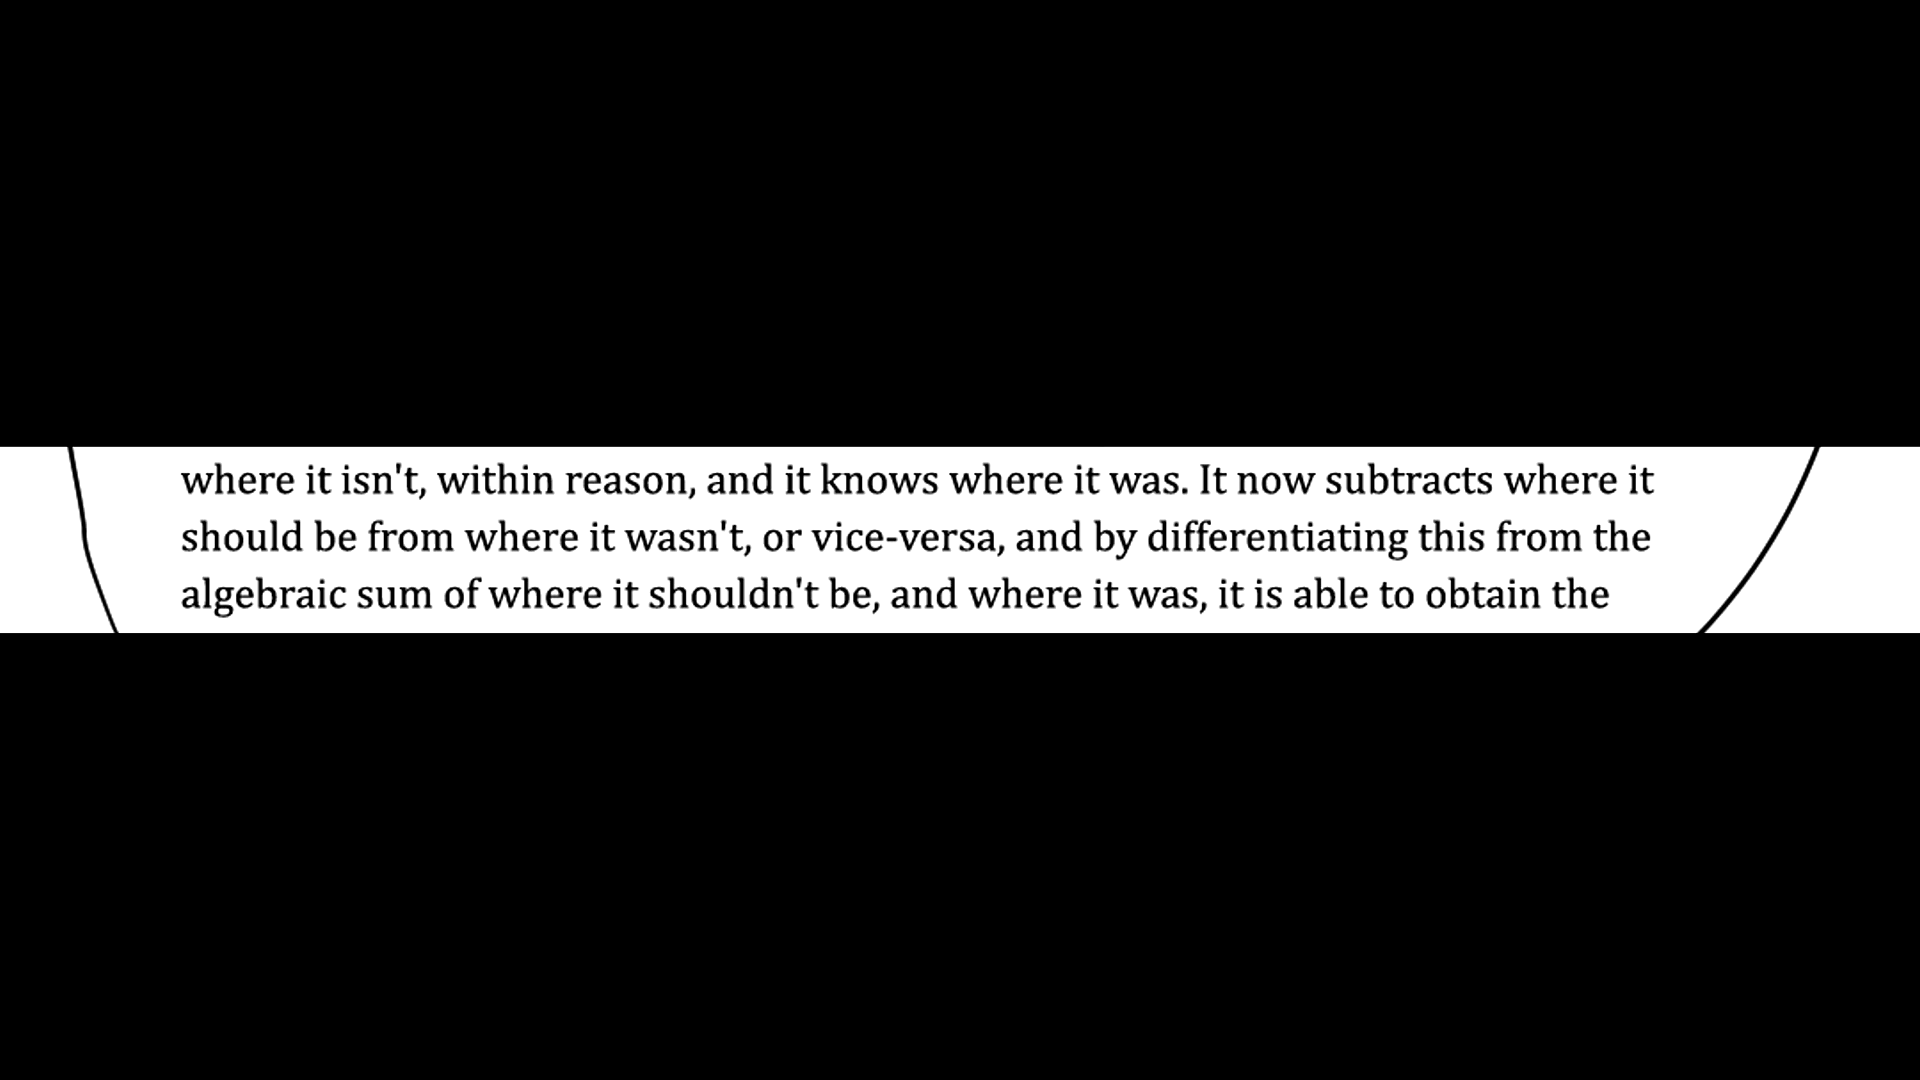 where it isn't, within reason, and it knows where it was. It now subtracts where it
should be from where it wasn't, or vice-versa, and by differentiating this from the
algebraic sum of where it shouldn't be, and where it was, it is able to obtain the